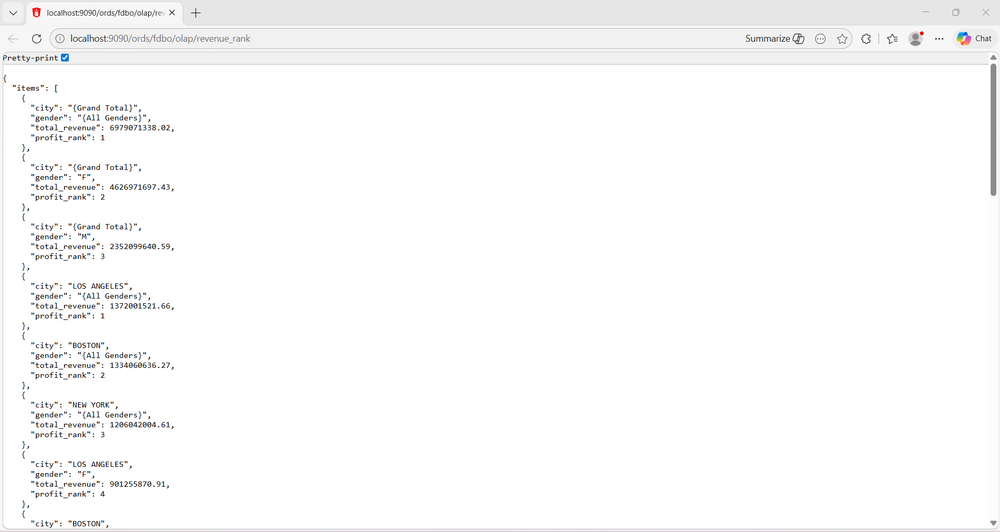 localhost:9090/ords/fdbo/olap/rev
localhost:9090/ords/fdbo/olap/revenue_rank
Summarize
Chat
Pretty-print
{
  "items": [
    {
      "city": "{Grand Total}",
      "gender": "{All Genders}",
      "total_revenue": 6979071338.02,
      "profit_rank": 1
    },
    {
      "city": "{Grand Total}",
      "gender": "F",
      "total_revenue": 4626971697.43,
      "profit_rank": 2
    },
    {
      "city": "{Grand Total}",
      "gender": "M",
      "total_revenue": 2352099640.59,
      "profit_rank": 3
    },
    {
      "city": "LOS ANGELES",
      "gender": "{All Genders}",
      "total_revenue": 1372001521.66,
      "profit_rank": 1
    },
    {
      "city": "BOSTON",
      "gender": "{All Genders}",
      "total_revenue": 1334060636.27,
      "profit_rank": 2
    },
    {
      "city": "NEW YORK",
      "gender": "{All Genders}",
      "total_revenue": 1206042004.61,
      "profit_rank": 3
    },
    {
      "city": "LOS ANGELES",
      "gender": "F",
      "total_revenue": 901255870.91,
      "profit_rank": 4
    },
    {
      "city": "BOSTON",